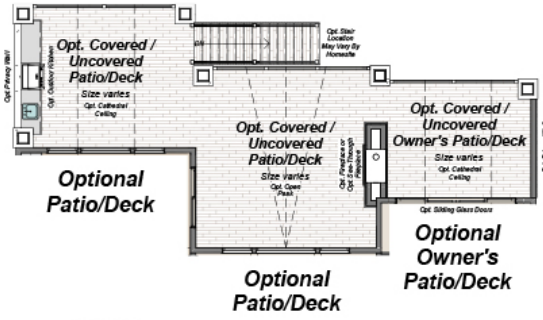 Opt. Covered /
Uncovered
Patio/Deck
Size varies
Opt. Cathedral
Ceiling
Opt. Privacy Wall
Opt. Outdoor Kitchen
DN
Opt. Stair
Location
May Vary By
Homesite
Opt. Covered /
Uncovered
Patio/Deck
Size varies
Opt. Open
Peak
Opt. Fireplace or
Opt. See-Through
Fireplace
Opt. Covered /
Uncovered
Owner's Patio/Deck
Size varies
Opt. Cathedral
Ceiling
Opt. Sliding Glass Doors
Optional
Patio/Deck
Optional
Patio/Deck
Optional
Owner's
Patio/Deck